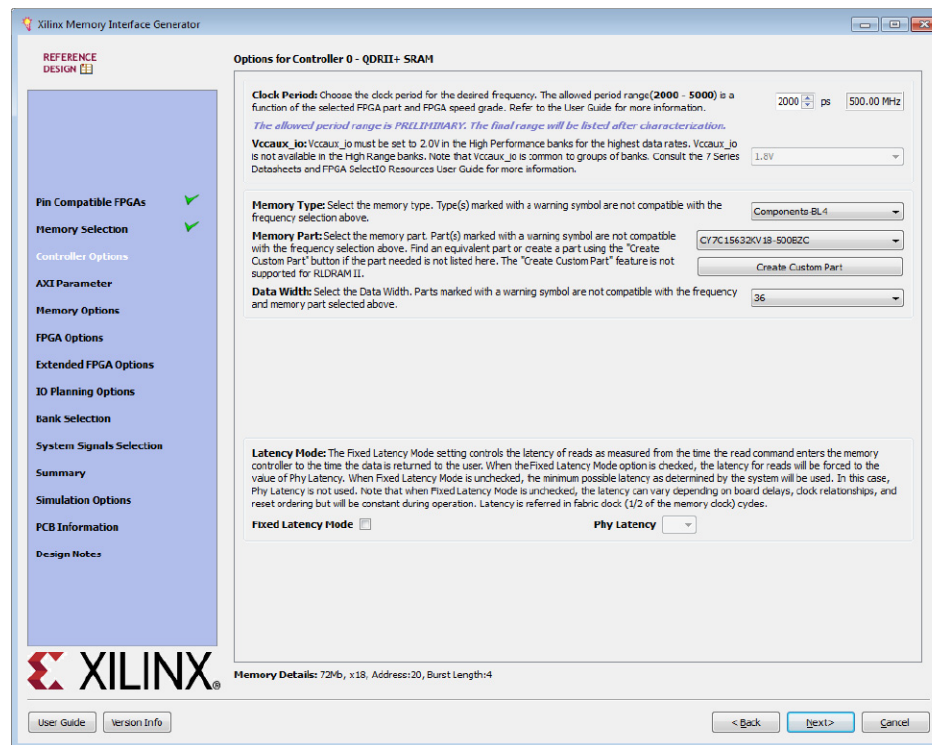 Xilinx Memory Interface Generator
REFERENCE
DESIGN
Pin Compatible FPGAs
Memory Selection
Controller Options
AXI Parameter
Memory Options
FPGA Options
Extended FPGA Options
IO Planning Options
Bank Selection
System Signals Selection
Summary
Simulation Options
PCB Information
Design Notes
XILINX®
Options for Controller 0 - QDRII+ SRAM
Clock Period: Choose the clock period for the desired frequency. The allowed period range(2000 - 5000) is a
function of the selected FPGA part and FPGA speed grade. Refer to the User Guide for more information.
2000 ps 500.00 MHz
The allowed period range is PRELIMINARY. The final range will be listed after characterization.
Vccaux_io: Vccaux_io must be set to 2.0V in the High Performance banks for the highest data rates. Vccaux_io
is not available in the High Range banks. Note that Vccaux_io is common to groups of banks. Consult the 7 Series
Datasheets and FPGA SelectIO Resources User Guide for more information.
1.8V
Memory Type: Select the memory type. Type(s) marked with a warning symbol are not compatible with the
frequency selection above.
Components-BL4
Memory Part: Select the memory part. Part(s) marked with a warning symbol are not compatible
with the frequency selection above. Find an equivalent part or create a part using the "Create
Custom Part" button if the part needed is not listed here. The "Create Custom Part" feature is not
supported for RLDRAM II.
CY7C15632KV18-500BZC
Create Custom Part
Data Width: Select the Data Width. Parts marked with a warning symbol are not compatible with the frequency
and memory part selected above.
36
Latency Mode: The Fixed Latency Mode setting controls the latency of reads as measured from the time the read command enters the memory
controller to the time the data is returned to the user. When the Fixed Latency Mode option is checked, the latency for reads will be forced to the
value of Phy Latency. When Fixed Latency Mode is unchecked, the minimum possible latency as determined by the system will be used. In this case,
Phy Latency is not used. Note that when Fixed Latency Mode is unchecked, the latency can vary depending on board delays, clock relationships, and
reset ordering but will be constant during operation. Latency is referred in fabric clock (1/2 of the memory clock) cycles.
Fixed Latency Mode Phy Latency
Memory Details: 72Mb, x18, Address:20, Burst Length:4
User Guide Version Info < Back Next> Cancel